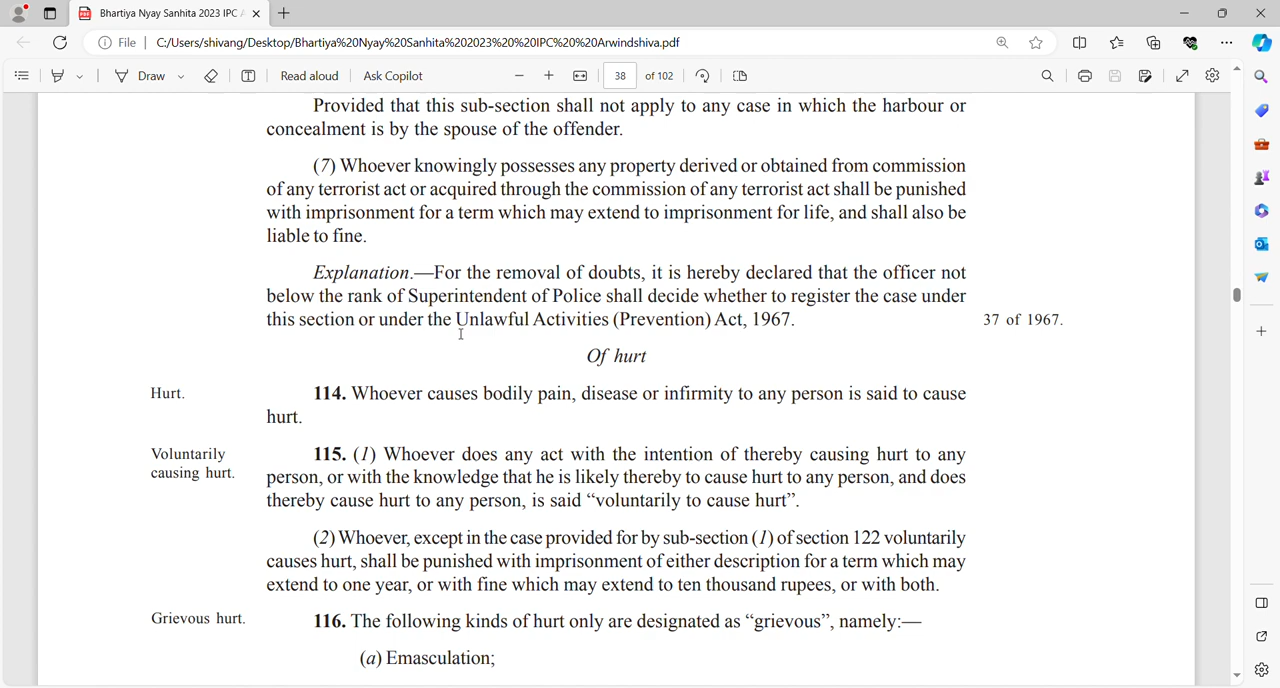 Bhartiya Nyay Sanhita 2023 IPC
File
C:/Users/shivang/Desktop/Bhartiya%20Nyay%20Sanhita%202023%20%20IPC%20%20Arwindshiva.pdf
Draw
Read aloud
Ask Copilot
38
of 102
Provided that this sub-section shall not apply to any case in which the harbour or
concealment is by the spouse of the offender.
(7) Whoever knowingly possesses any property derived or obtained from commission
of any terrorist act or acquired through the commission of any terrorist act shall be punished
with imprisonment for a term which may extend to imprisonment for life, and shall also be
liable to fine.
Explanation.—For the removal of doubts, it is hereby declared that the officer not
below the rank of Superintendent of Police shall decide whether to register the case under
this section or under the Unlawful Activities (Prevention) Act, 1967.
37 of 1967.
Of hurt
Hurt.
114. Whoever causes bodily pain, disease or infirmity to any person is said to cause
hurt.
Voluntarily
causing hurt.
115. (1) Whoever does any act with the intention of thereby causing hurt to any
person, or with the knowledge that he is likely thereby to cause hurt to any person, and does
thereby cause hurt to any person, is said “voluntarily to cause hurt”.
(2) Whoever, except in the case provided for by sub-section (1) of section 122 voluntarily
causes hurt, shall be punished with imprisonment of either description for a term which may
extend to one year, or with fine which may extend to ten thousand rupees, or with both.
Grievous hurt.
116. The following kinds of hurt only are designated as “grievous”, namely:—
(a) Emasculation;